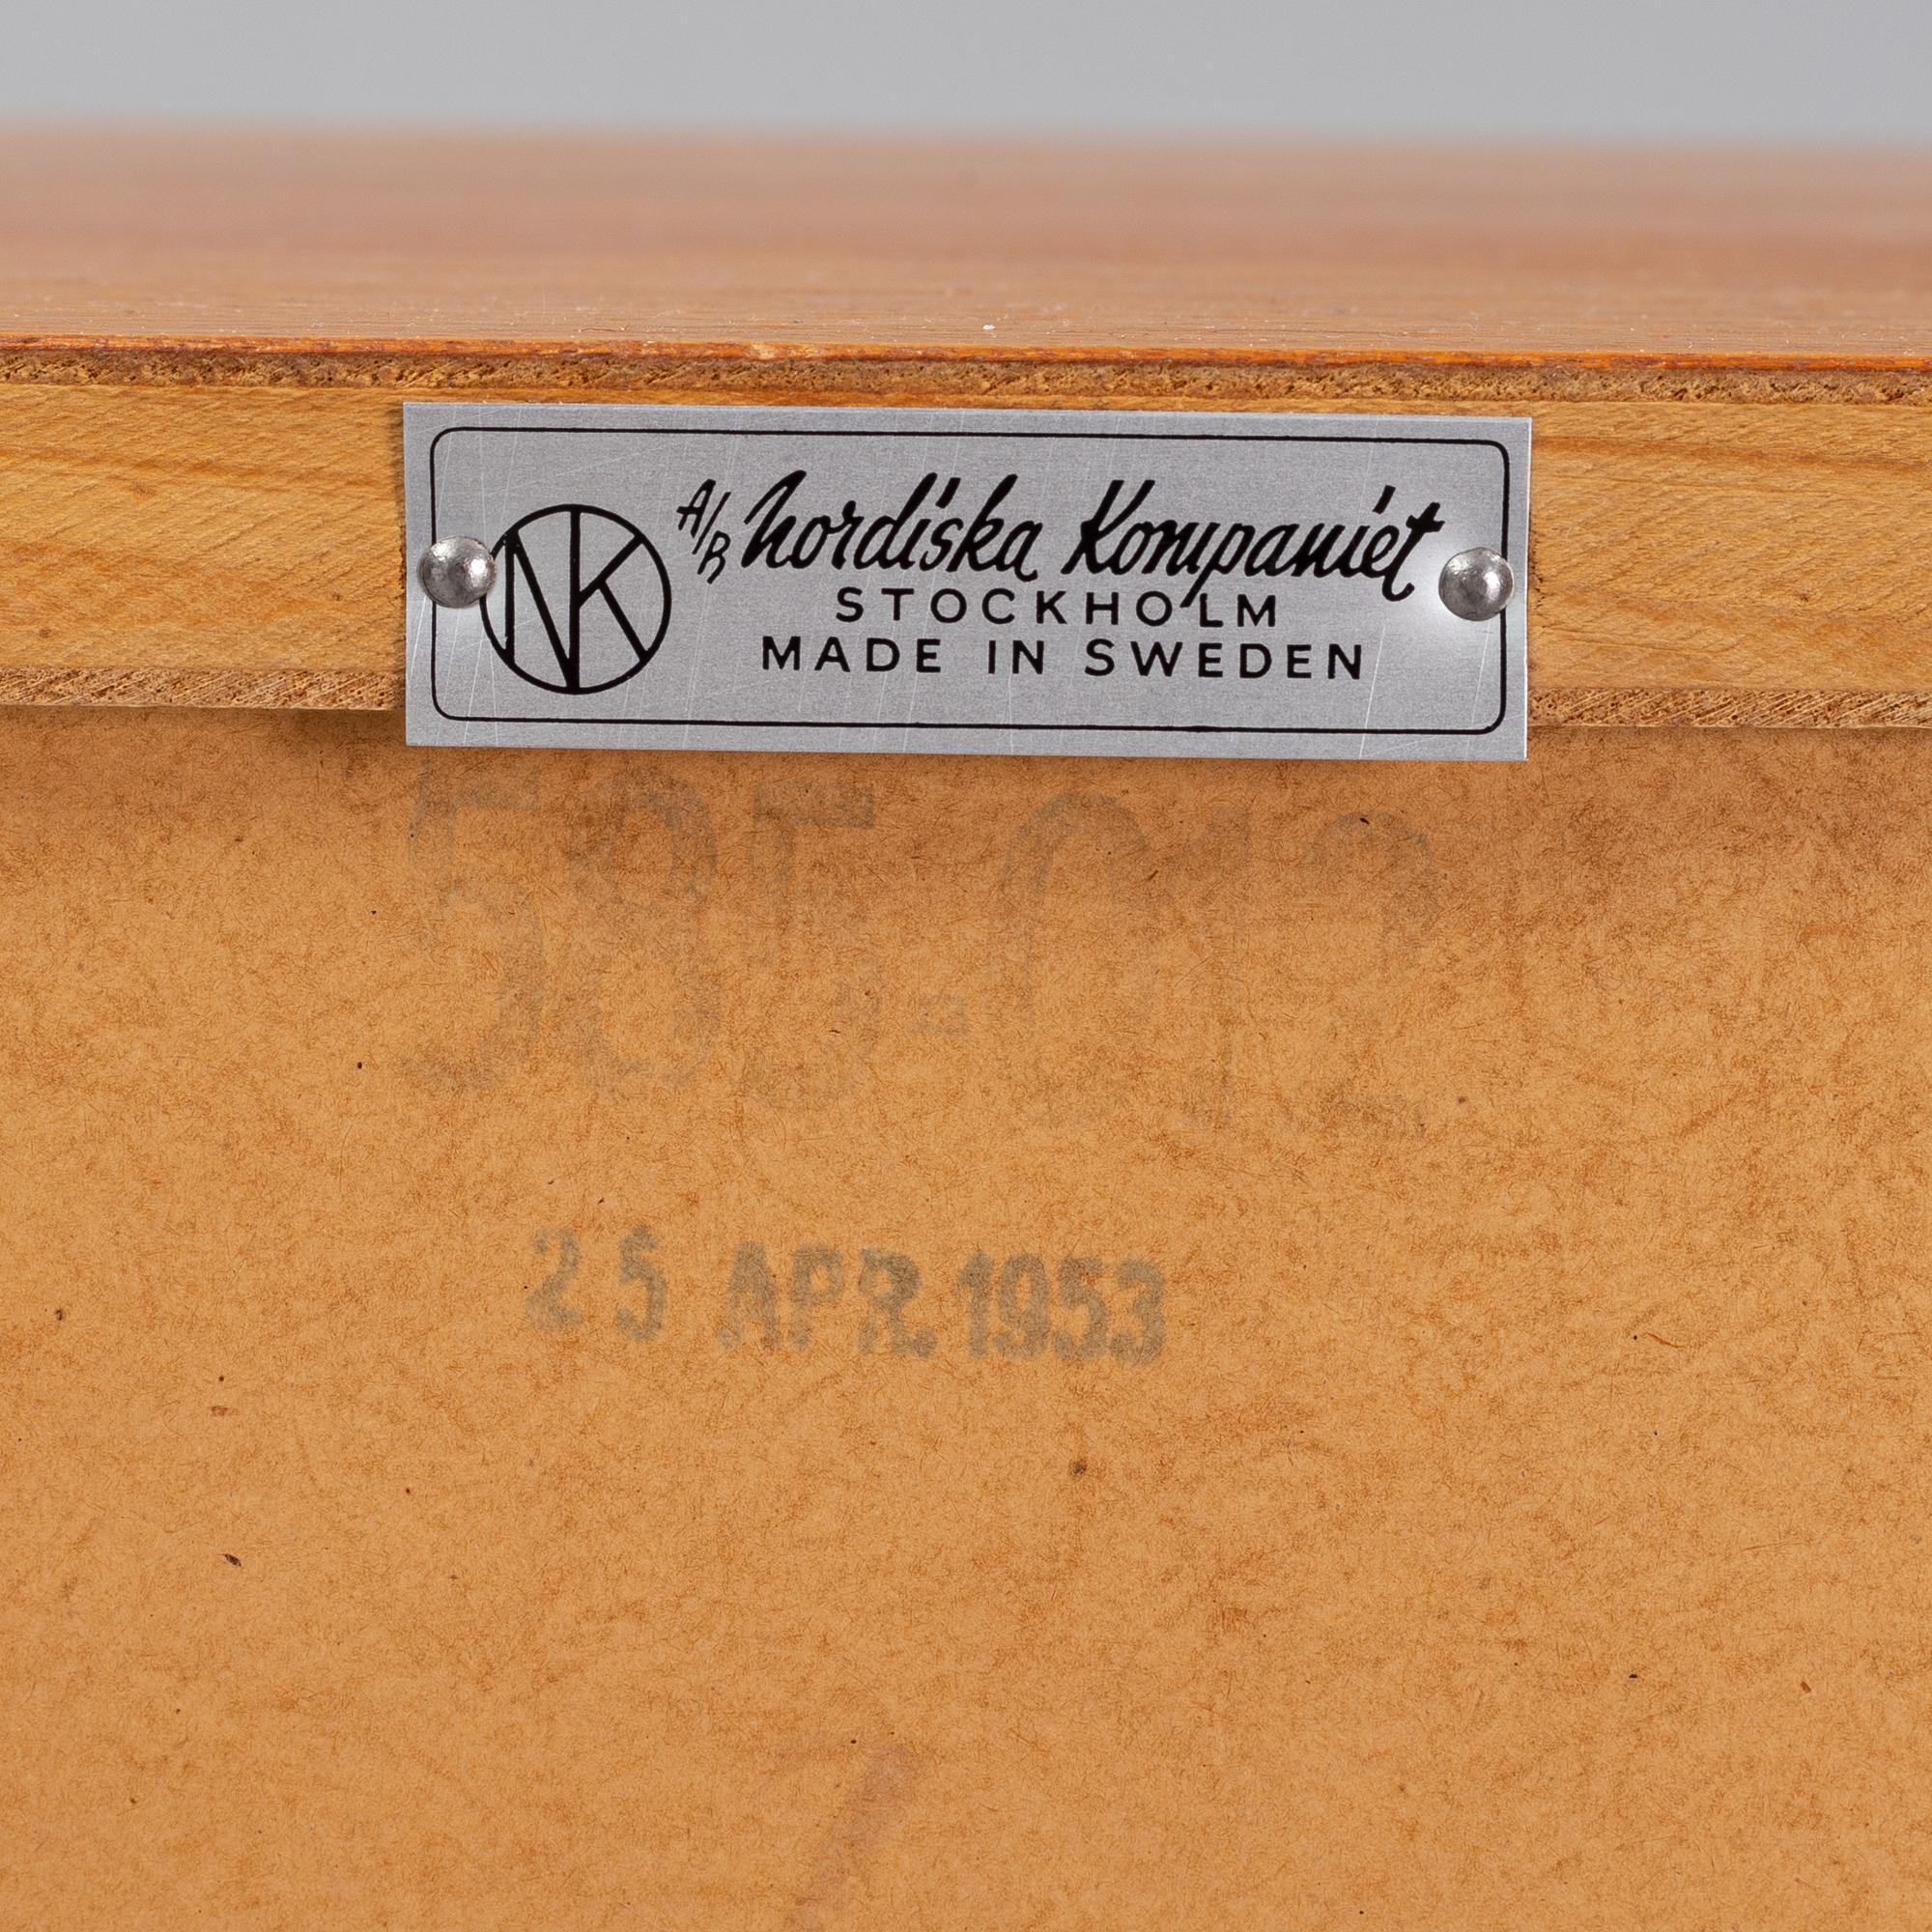 NK
A/B Nordiska Kompaniet
STOCKHOLM
MADE IN SWEDEN
25 APR. 1953